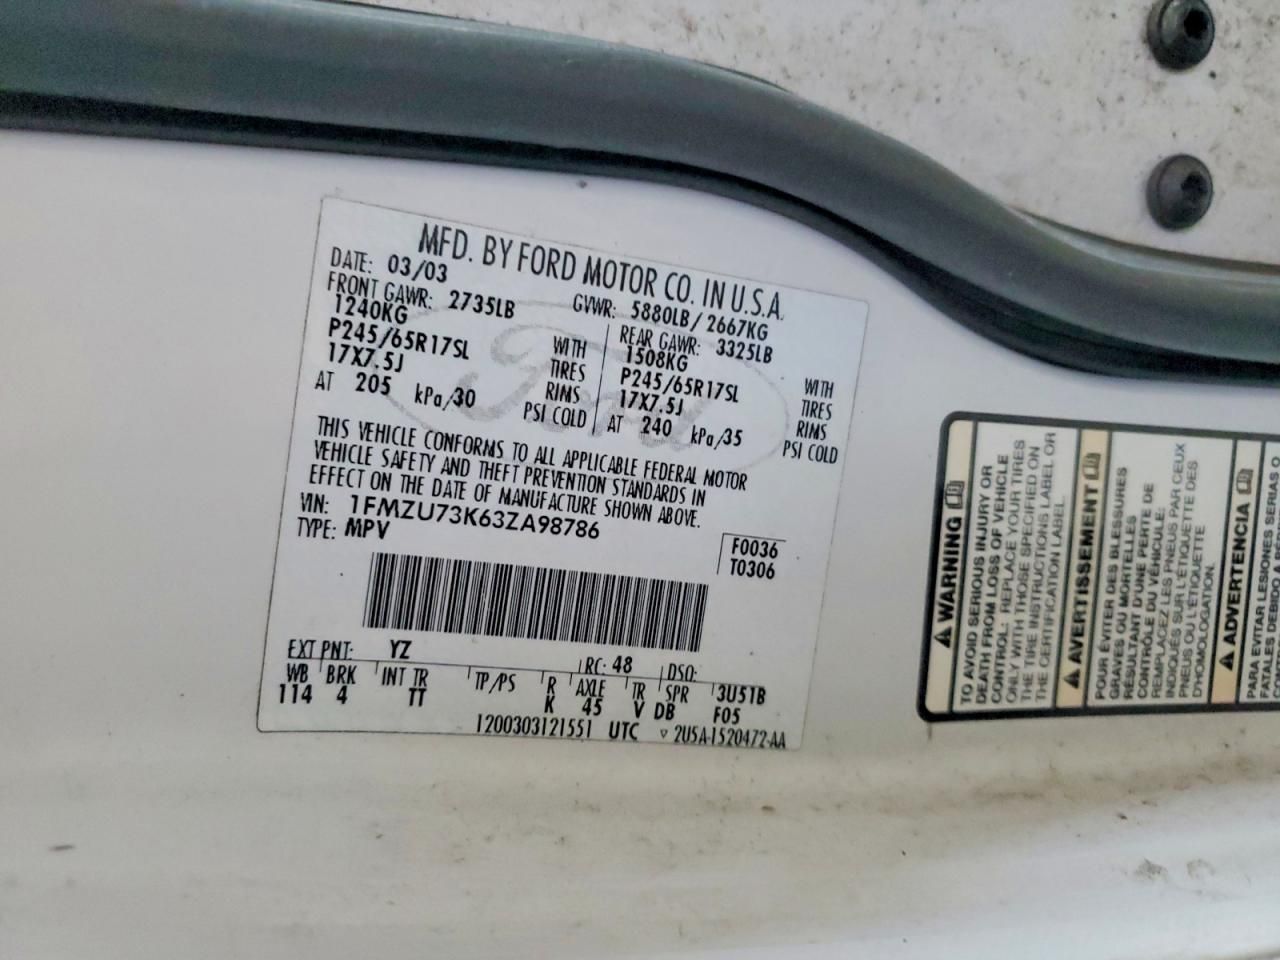 MFD. BY FORD MOTOR CO. IN U.S.A.
DATE: 03/03 GVWR: 5880LB/2667KG
FRONT GAWR: 2735LB REAR GAWR: 3325LB
1240KG WITH 1508KG WITH
P245/65R17SL TIRES P245/65R17SL TIRES
17X7.5J RIMS 17X7.5J RIMS
AT 205 kPa/30 PSI COLD AT 240 kPa/35 PSI COLD
Ford
THIS VEHICLE CONFORMS TO ALL APPLICABLE FEDERAL MOTOR
VEHICLE SAFETY AND THEFT PREVENTION STANDARDS IN
EFFECT ON THE DATE OF MANUFACTURE SHOWN ABOVE.
VIN: 1FMZU73K63ZA98786
TYPE: MPV
F0036
T0306
EXT PNT: YZ RC: 48 DSO:
WB BRK INT TR TP/PS R AXLE TR SPR 3U51B
114 4 TT K 45 V DB F05
1200303121551 UTC ▿ 2U5A-1520472-AA
WARNING
TO AVOID SERIOUS INJURY OR
DEATH FROM LOSS OF VEHICLE
CONTROL: REPLACE YOUR TIRES
ONLY WITH THOSE SPECIFIED ON
THE TIRE INSTRUCTIONS LABEL OR
THE CERTIFICATION LABEL.
AVERTISSEMENT
POUR ÉVITER DES BLESSURES
GRAVES OU MORTELLES
RÉSULTANT D'UNE PERTE DE
CONTRÔLE DU VÉHICULE:
REMPLACEZ LES PNEUS PAR CEUX
INDIQUÉS SUR L'ÉTIQUETTE DES
PNEUS OU L'ÉTIQUETTE
D'HOMOLOGATION.
ADVERTENCIA
PARA EVITAR LESIONES SERIAS O
FATALES DEBIDO A